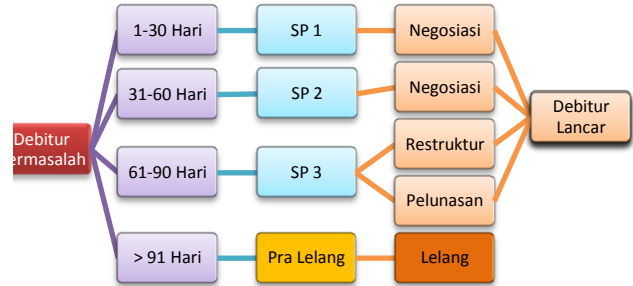 1-30 Hari
SP 1
Negosiasi
31-60 Hari
SP 2
Negosiasi
Debitur
Lancar
Debitur
ermasalah
61-90 Hari
SP 3
Restruktur
Pelunasan
> 91 Hari
Pra Lelang
Lelang